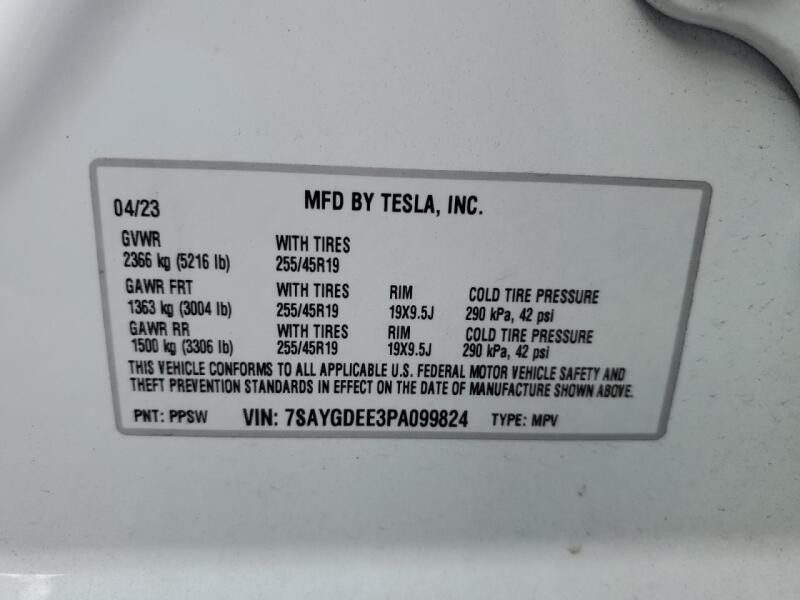 04/23 MFD BY TESLA, INC.
GVWR WITH TIRES
2366 kg (5216 lb) 255/45R19
GAWR FRT WITH TIRES RIM COLD TIRE PRESSURE
1363 kg (3004 lb) 255/45R19 19X9.5J 290 kPa, 42 psi
GAWR RR WITH TIRES RIM COLD TIRE PRESSURE
1500 kg (3306 lb) 255/45R19 19X9.5J 290 kPa, 42 psi
THIS VEHICLE CONFORMS TO ALL APPLICABLE U.S. FEDERAL MOTOR VEHICLE SAFETY AND
THEFT PREVENTION STANDARDS IN EFFECT ON THE DATE OF MANUFACTURE SHOWN ABOVE.
PNT: PPSW VIN: 7SAYGDEE3PA099824 TYPE: MPV